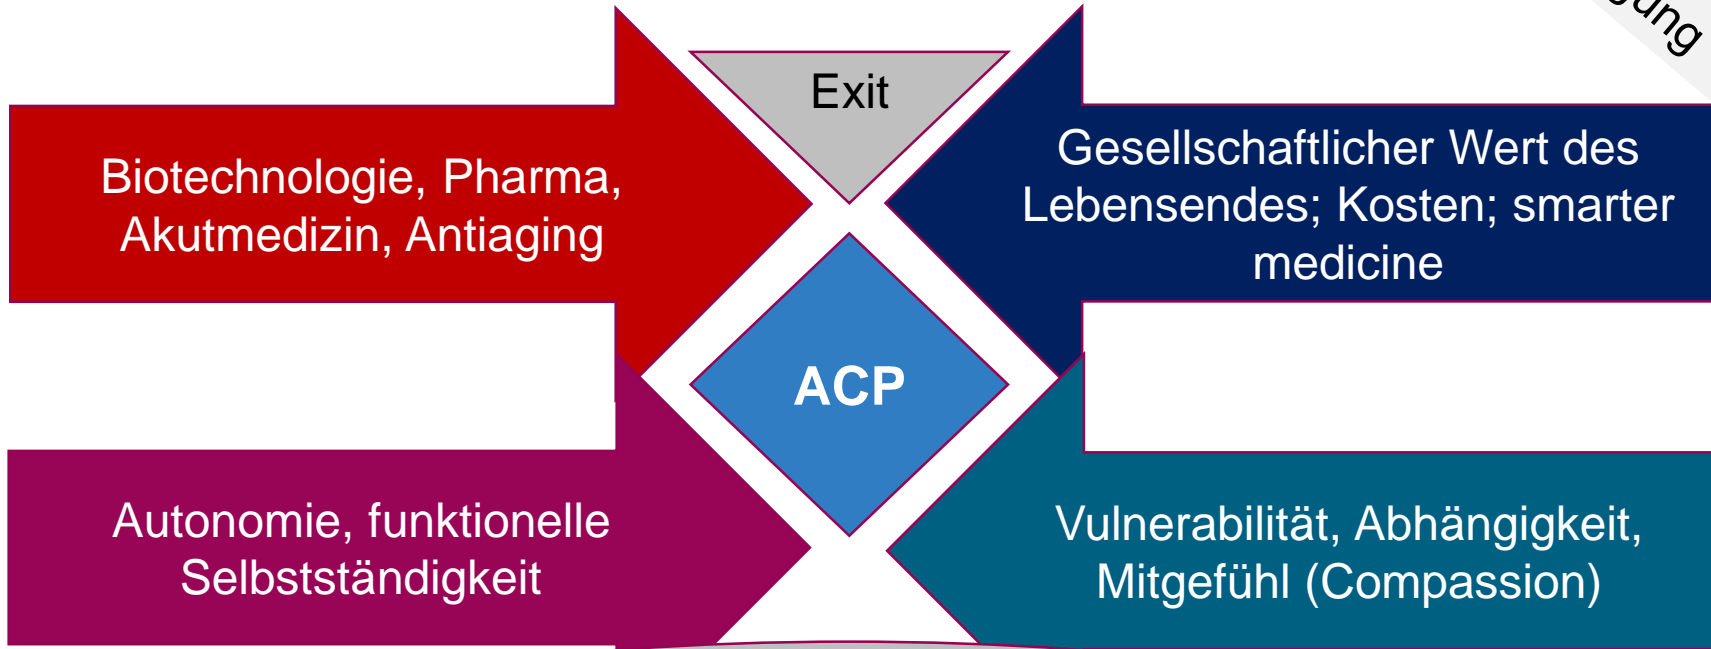 Exit
Biotechnologie, Pharma,
Akutmedizin, Antiaging
Gesellschaftlicher Wert des
Lebensendes; Kosten; smarter
medicine
ACP
Autonomie, funktionelle
Selbstständigkeit
Vulnerabilität, Abhängigkeit,
Mitgefühl (Compassion)